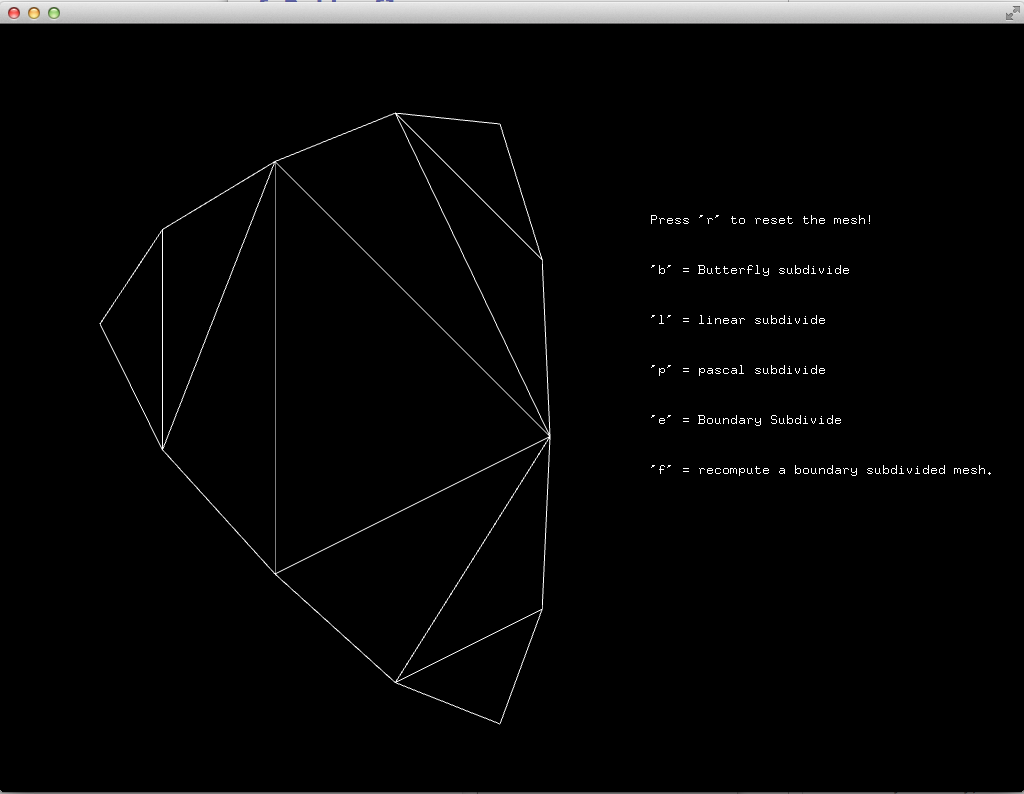 Press "r" to reset the mesh!
"b" = Butterfly subdivide
"l" = linear subdivide
"p" = pascal subdivide
"e" = Boundary Subdivide
"f" = recompute a boundary subdivided mesh.